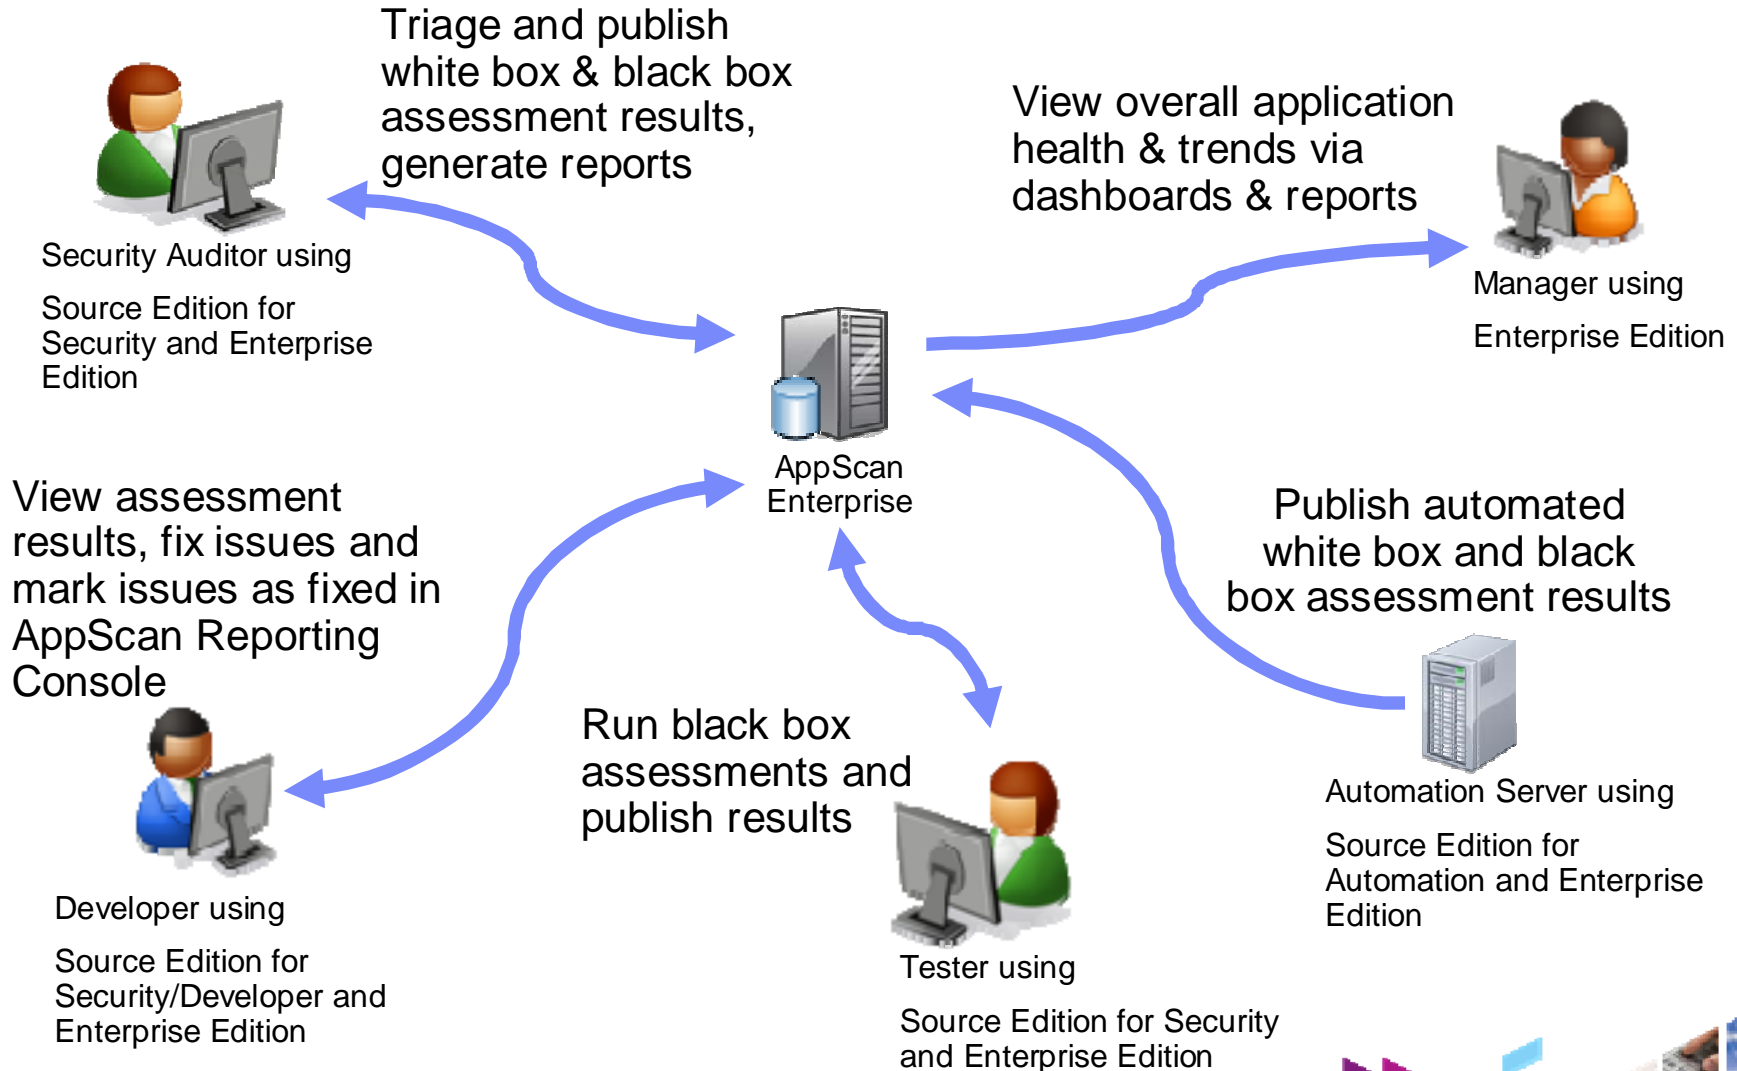 Triage and publish
white box & black box
assessment results,
generate reports
View overall application
health & trends via
dashboards & reports
Security Auditor using
Source Edition for
Security and Enterprise
Edition
Manager using
Enterprise Edition
AppScan
Enterprise
View assessment
results, fix issues and
mark issues as fixed in
AppScan Reporting
Console
Publish automated
white box and black
box assessment results
Run black box
assessments and
publish results
Automation Server using
Source Edition for
Automation and Enterprise
Edition
Developer using
Source Edition for
Security/Developer and
Enterprise Edition
Tester using
Source Edition for Security
and Enterprise Edition